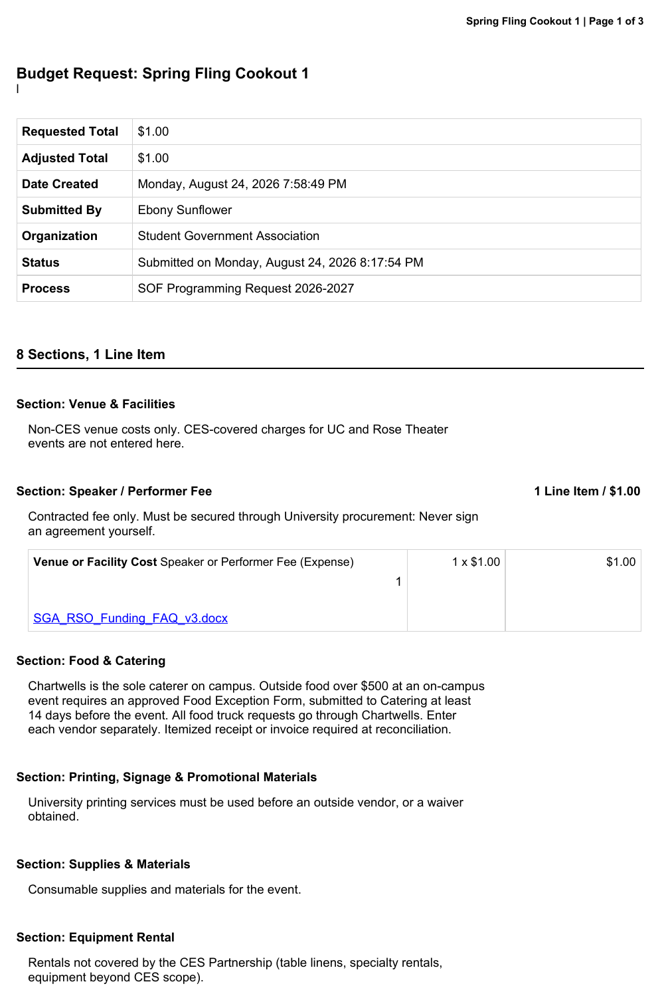 Spring Fling Cookout 1 | Page 1 of 3
Budget Request: Spring Fling Cookout 1
l
Requested Total $1.00
Adjusted Total $1.00
Date Created Monday, August 24, 2026 7:58:49 PM
Submitted By Ebony Sunflower
Organization Student Government Association
Status Submitted on Monday, August 24, 2026 8:17:54 PM
Process SOF Programming Request 2026-2027
8 Sections, 1 Line Item
Section: Venue & Facilities
Non-CES venue costs only. CES-covered charges for UC and Rose Theater
events are not entered here.
Section: Speaker / Performer Fee 1 Line Item / $1.00
Contracted fee only. Must be secured through University procurement: Never sign
an agreement yourself.
Venue or Facility Cost Speaker or Performer Fee (Expense) 1 x $1.00 $1.00
1
SGA_RSO_Funding_FAQ_v3.docx
Section: Food & Catering
Chartwells is the sole caterer on campus. Outside food over $500 at an on-campus
event requires an approved Food Exception Form, submitted to Catering at least
14 days before the event. All food truck requests go through Chartwells. Enter
each vendor separately. Itemized receipt or invoice required at reconciliation.
Section: Printing, Signage & Promotional Materials
University printing services must be used before an outside vendor, or a waiver
obtained.
Section: Supplies & Materials
Consumable supplies and materials for the event.
Section: Equipment Rental
Rentals not covered by the CES Partnership (table linens, specialty rentals,
equipment beyond CES scope).